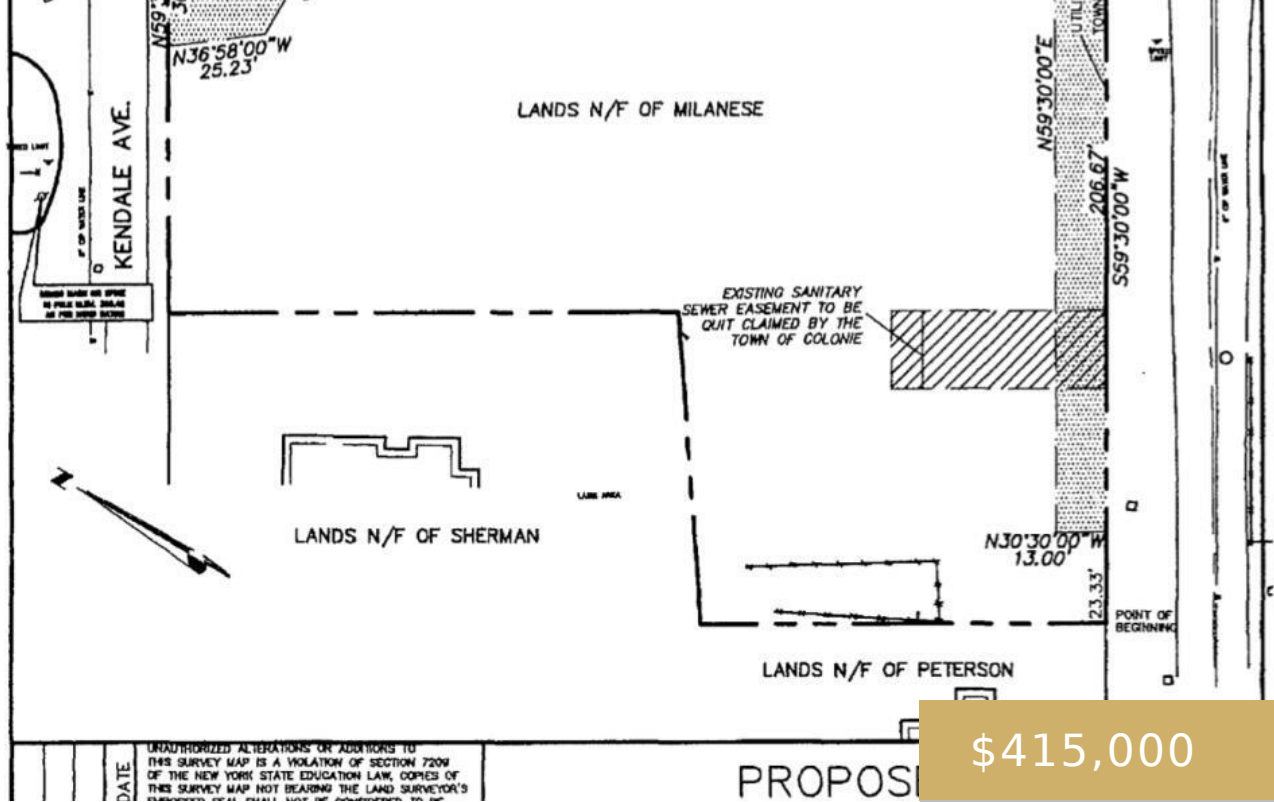 N59°
N36°58'00"W
25.23'
LANDS N/F OF MILANESE
KENDALE AVE.
N59°30'00"E
TOWN
206.67'
S59°30'00"W
EXISTING SANITARY
SEWER EASEMENT TO BE
QUIT CLAIMED BY THE
TOWN OF COLONIE
LANDS N/F OF SHERMAN
N30°30'00"W
13.00'
23.33'
POINT OF
BEGINNING
LANDS N/F OF PETERSON
DATE
UNAUTHORIZED ALTERATIONS OR ADDITIONS TO
THIS SURVEY MAP IS A VIOLATION OF SECTION 7209
OF THE NEW YORK STATE EDUCATION LAW, COPIES OF
THIS SURVEY MAP NOT BEARING THE LAND SURVEYOR'S
PROPOSE
$415,000